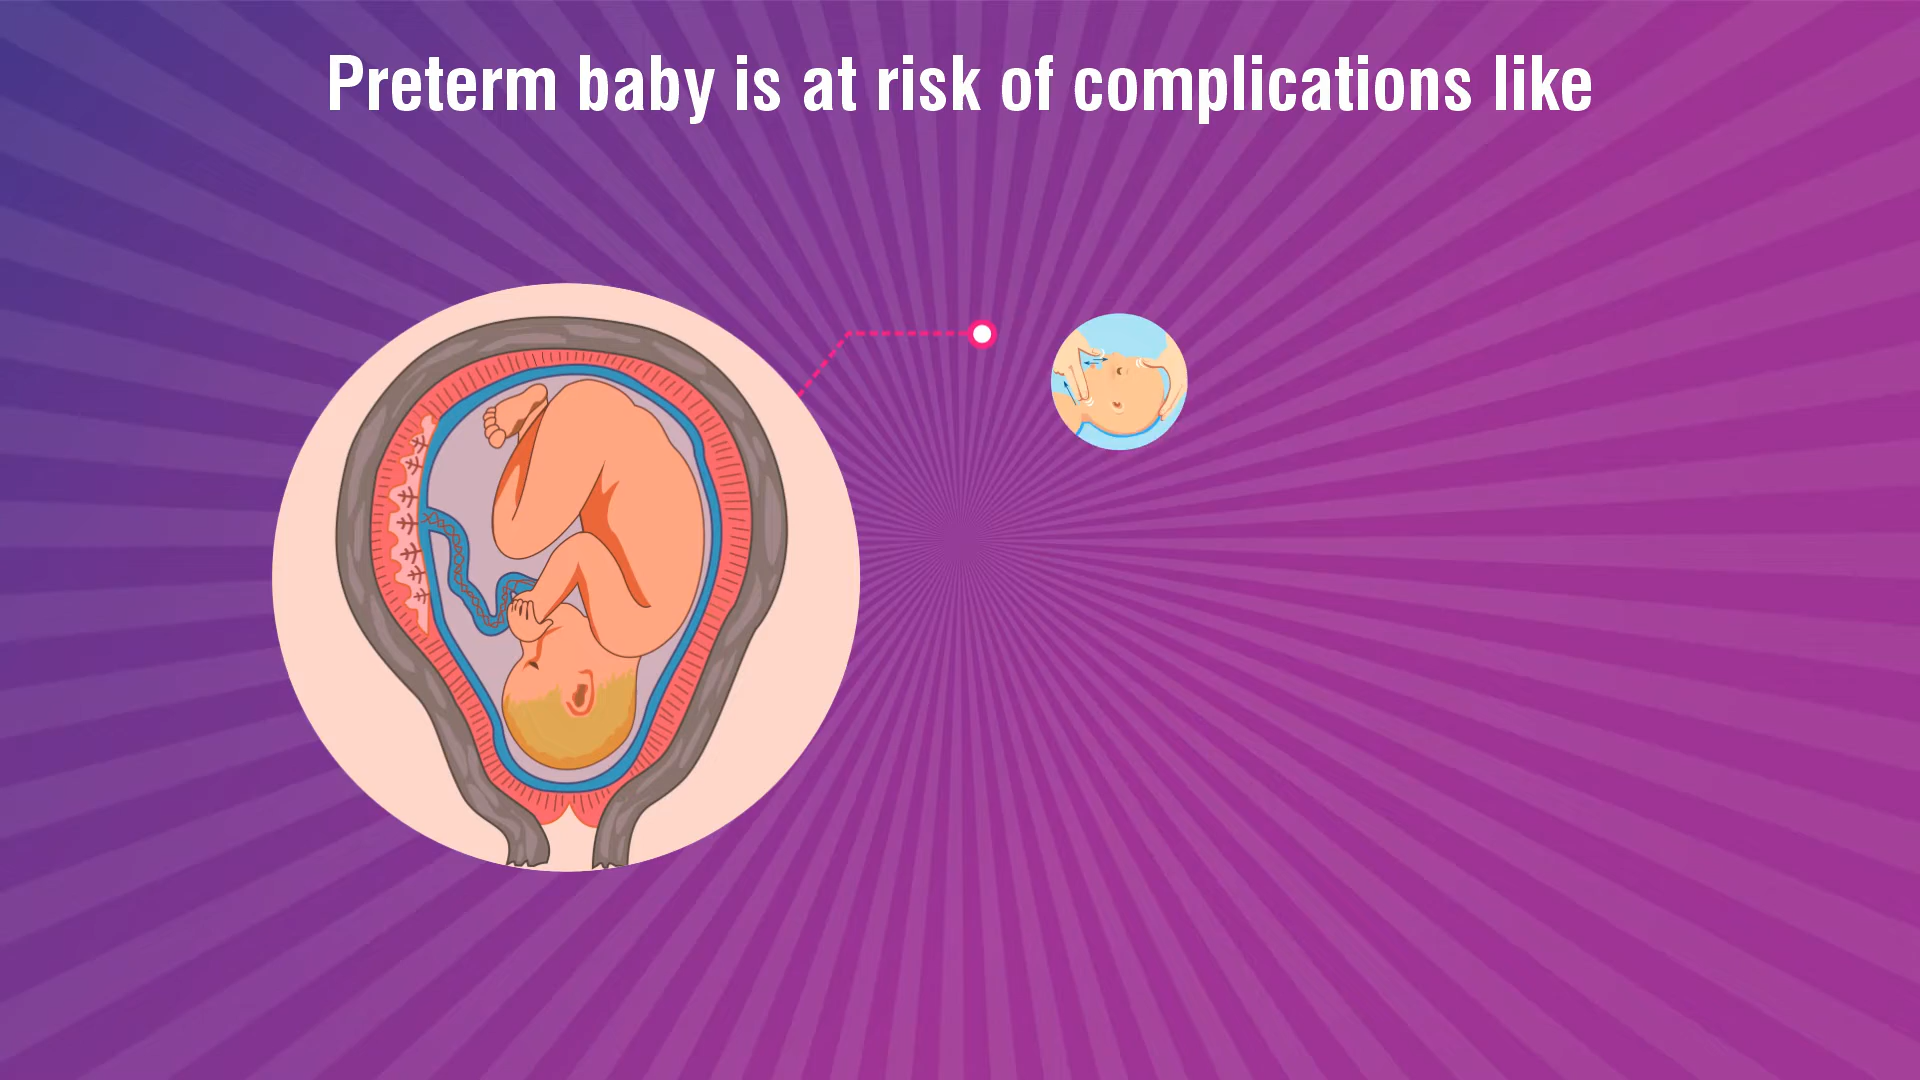 Preterm baby is at risk of complications like